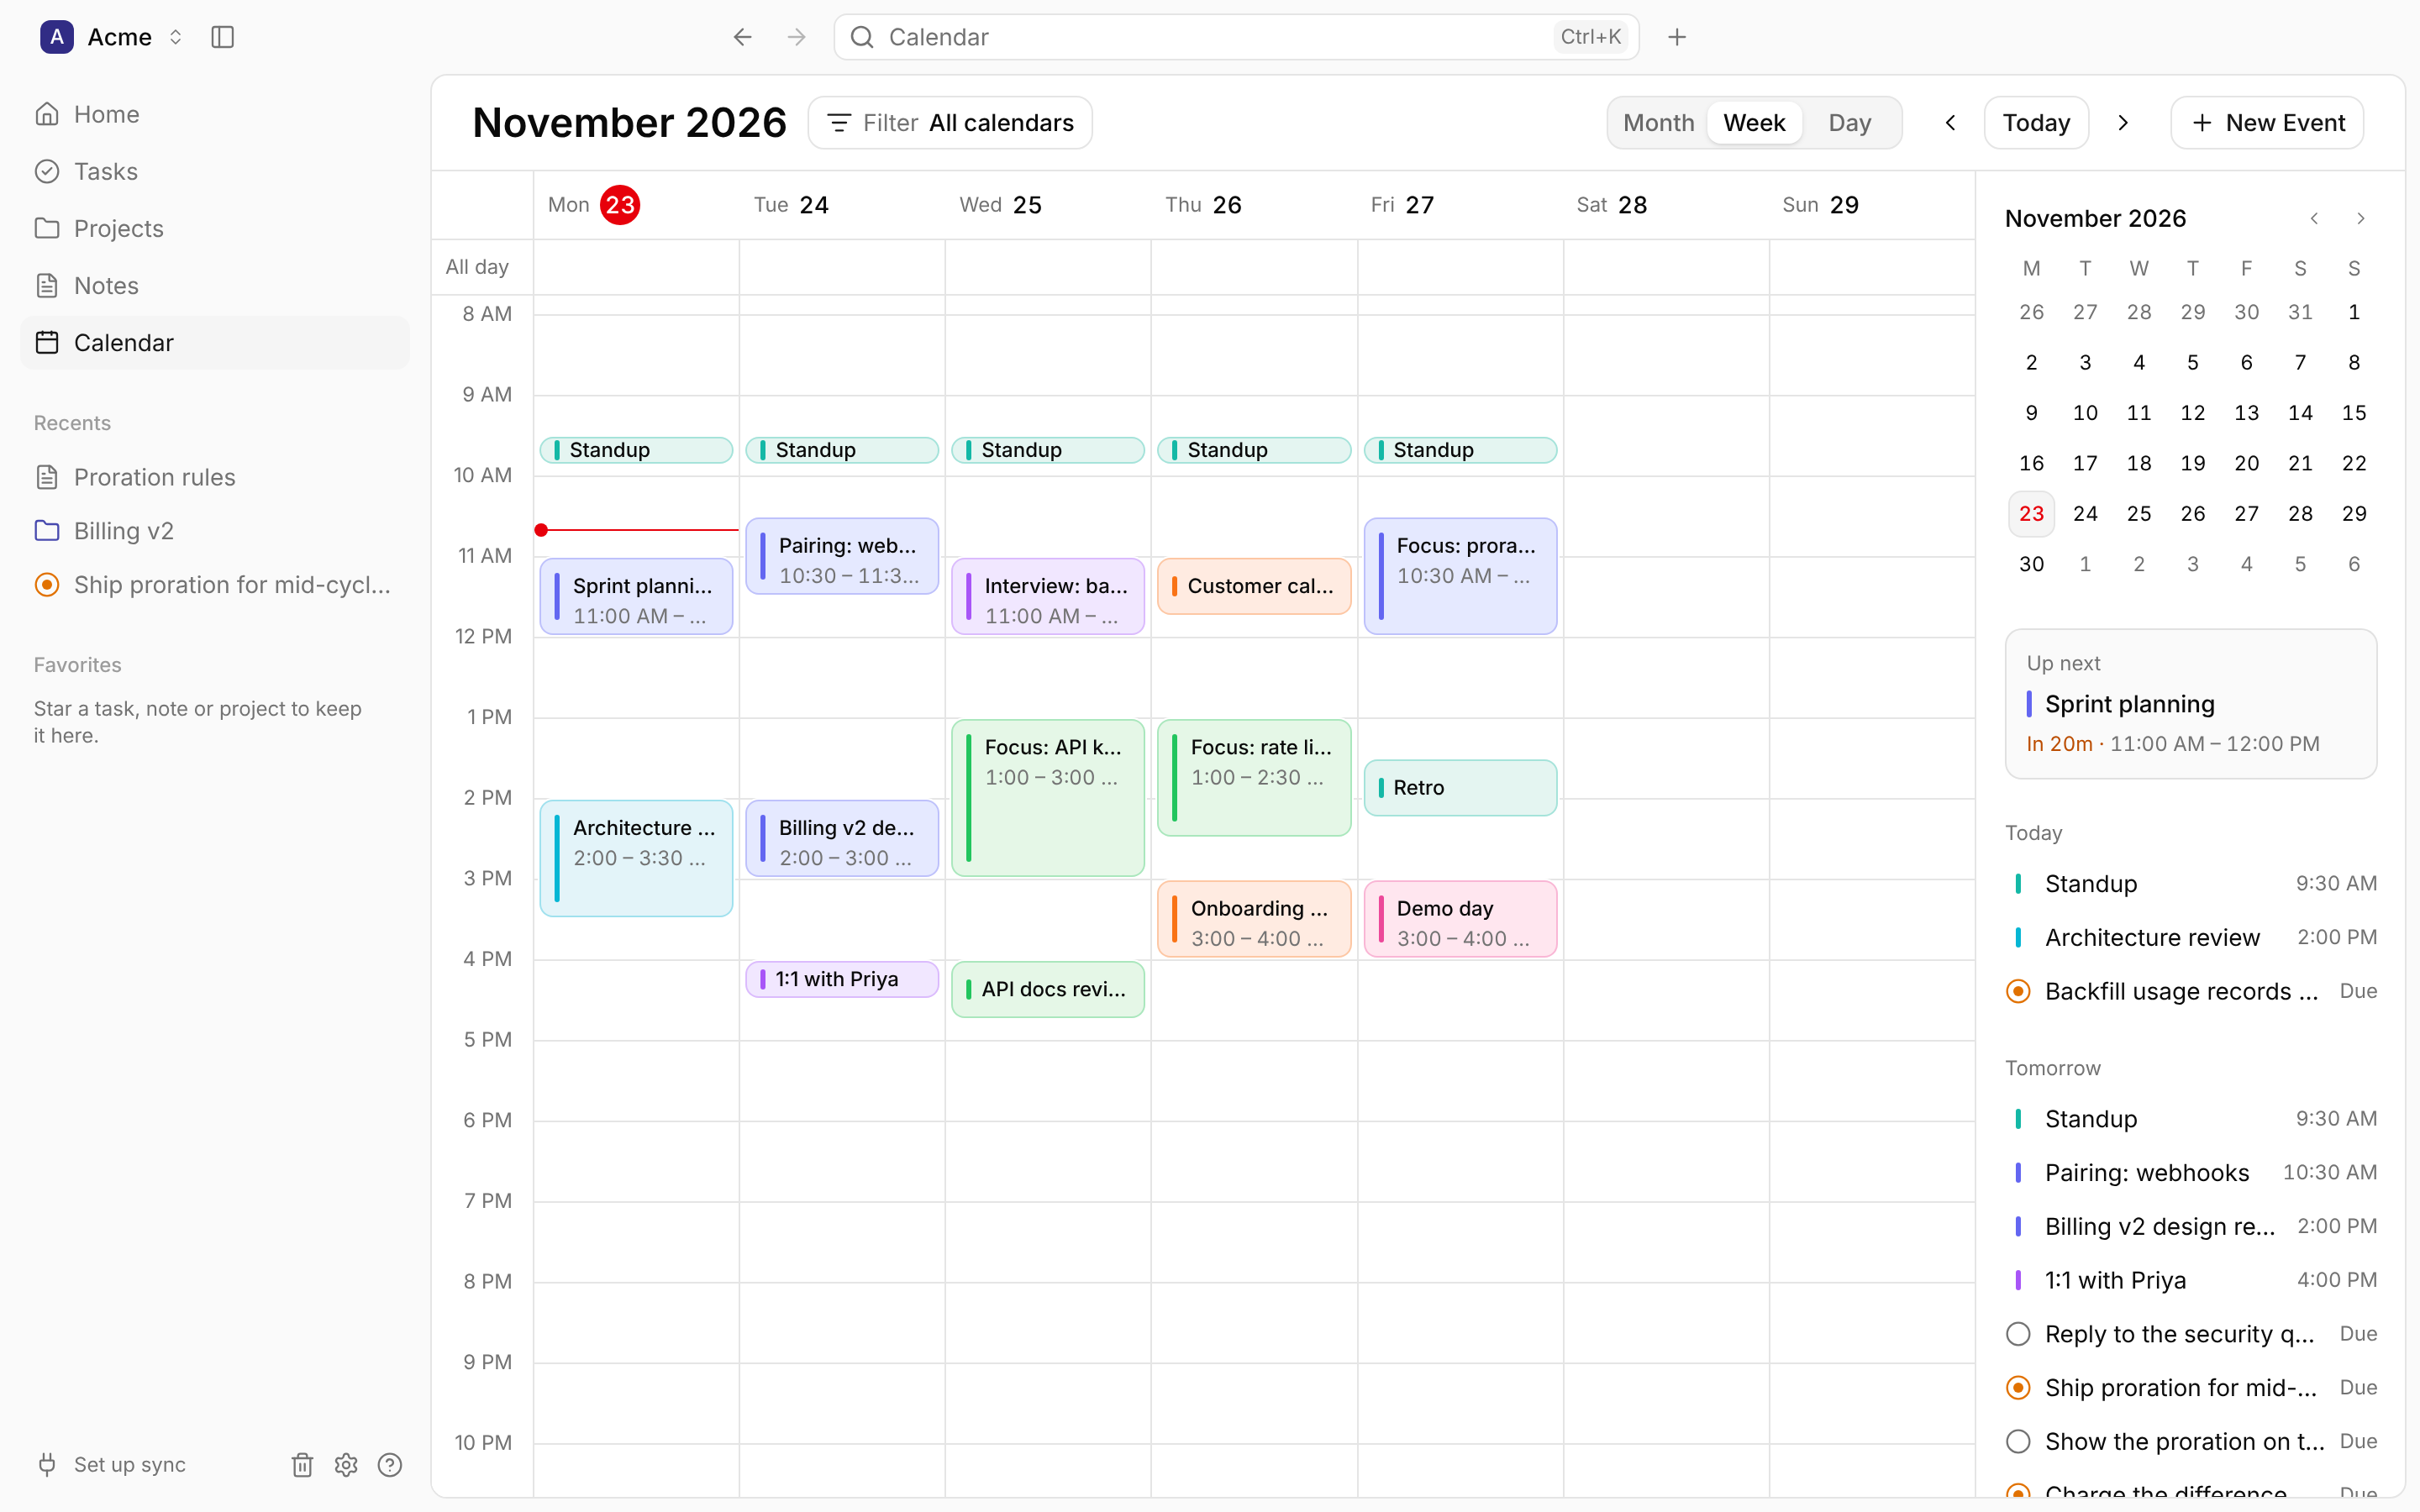 A Acme
Calendar
Ctrl+K
Home
Tasks
Projects
Notes
Calendar
Recents
Proration rules
Billing v2
Ship proration for mid-cycl...
Favorites
Star a task, note or project to keep
it here.
Set up sync
November 2026
Filter All calendars
Month Week Day
Today
New Event
Mon 23
Tue 24
Wed 25
Thu 26
Fri 27
Sat 28
Sun 29
All day
8 AM
9 AM
10 AM
11 AM
12 PM
1 PM
2 PM
3 PM
4 PM
5 PM
6 PM
7 PM
8 PM
9 PM
10 PM
Standup
Sprint planni...
11:00 AM – ...
Architecture ...
2:00 – 3:30 ...
Standup
Pairing: web...
10:30 – 11:3...
Billing v2 de...
2:00 – 3:00 ...
1:1 with Priya
Standup
Interview: ba...
11:00 AM – ...
Focus: API k...
1:00 – 3:00 ...
API docs revi...
Standup
Customer cal...
Focus: rate li...
1:00 – 2:30 ...
Onboarding ...
3:00 – 4:00 ...
Standup
Focus: prora...
10:30 AM – ...
Retro
Demo day
3:00 – 4:00 ...
November 2026
M T W T F S S
26 27 28 29 30 31 1
2 3 4 5 6 7 8
9 10 11 12 13 14 15
16 17 18 19 20 21 22
23 24 25 26 27 28 29
30 1 2 3 4 5 6
Up next
Sprint planning
In 20m · 11:00 AM – 12:00 PM
Today
Standup 9:30 AM
Architecture review 2:00 PM
Backfill usage records ... Due
Tomorrow
Standup 9:30 AM
Pairing: webhooks 10:30 AM
Billing v2 design re... 2:00 PM
1:1 with Priya 4:00 PM
Reply to the security q... Due
Ship proration for mid-... Due
Show the proration on t... Due
Charge the difference Due